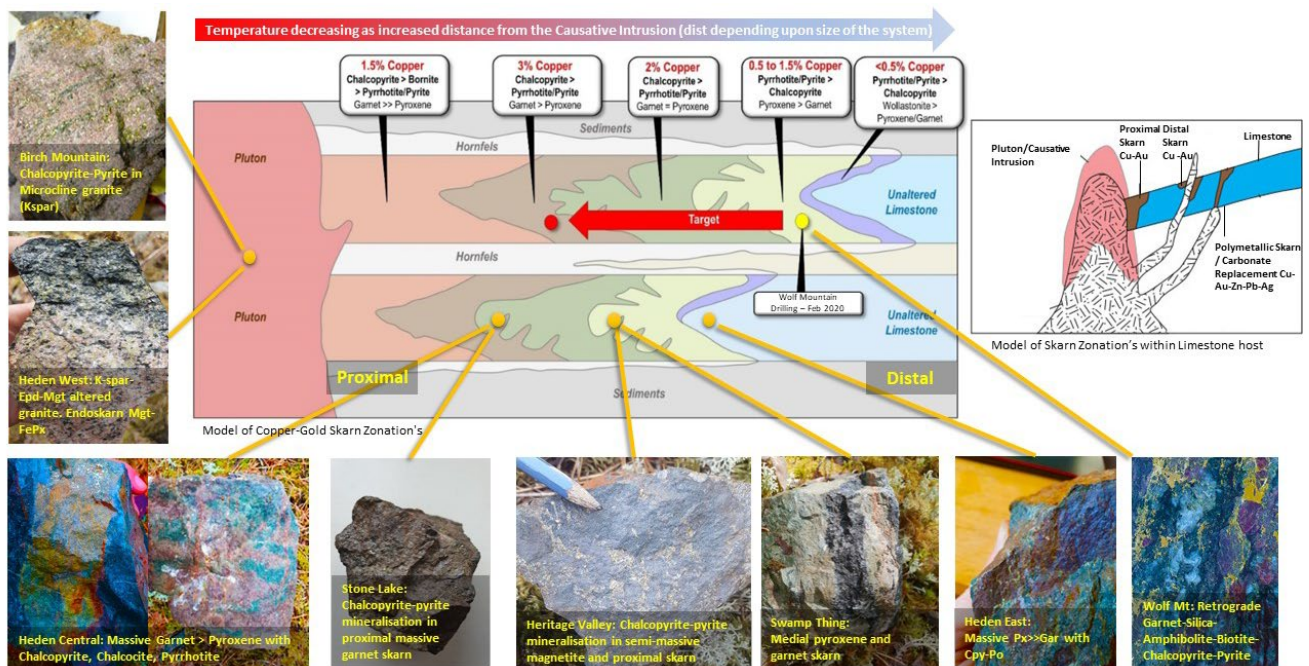 Temperature decreasing as increased distance from the Causative Intrusion (dist depending upon size of the system)
1.5% Copper
Chalcopyrite > Bornite
> Pyrrhotite/Pyrite
Garnet >> Pyroxene
3% Copper
Chalcopyrite >
Pyrrhotite/Pyrite
Garnet > Pyroxene
2% Copper
Chalcopyrite >
Pyrrhotite/Pyrite
Garnet = Pyroxene
0.5 to 1.5% Copper
Pyrrhotite/Pyrite >
Chalcopyrite
Pyroxene > Garnet
<0.5% Copper
Pyrrhotite/Pyrite >
Chalcopyrite
Wollastonite >
Pyroxene/Garnet
Sediments
Hornfels
Pluton
Target
Unaltered
Limestone
Hornfels
Wolf Mountain
Drilling – Feb 2020
Pluton
Unaltered
Limestone
Proximal
Distal
Sediments
Model of Copper-Gold Skarn Zonation's
Birch Mountain:
Chalcopyrite-Pyrite in
Microcline granite
(Kspar)
Heden West: K-spar-
Epd-Mgt altered
granite. Endoskarn Mgt-
FePx
Pluton/Causative
Intrusion
Proximal
Skarn
Cu-Au
Distal
Skarn
Cu -Au
Limestone
Polymetallic Skarn
/ Carbonate
Replacement Cu-
Au-Zn-Pb-Ag
Model of Skarn Zonation's within Limestone host
Heden Central: Massive Garnet > Pyroxene with
Chalcopyrite, Chalcocite, Pyrrhotite
Stone Lake:
Chalcopyrite-pyrite
mineralisation in
proximal massive
garnet skarn
Heritage Valley: Chalcopyrite-pyrite
mineralisation in semi-massive
magnetite and proximal skarn
Swamp Thing:
Medial pyroxene and
garnet skarn
Heden East:
Massive Px>>Gar with
Cpy-Po
Wolf Mt: Retrograde
Garnet-Silica-
Amphibolite-Biotite-
Chalcopyrite-Pyrite